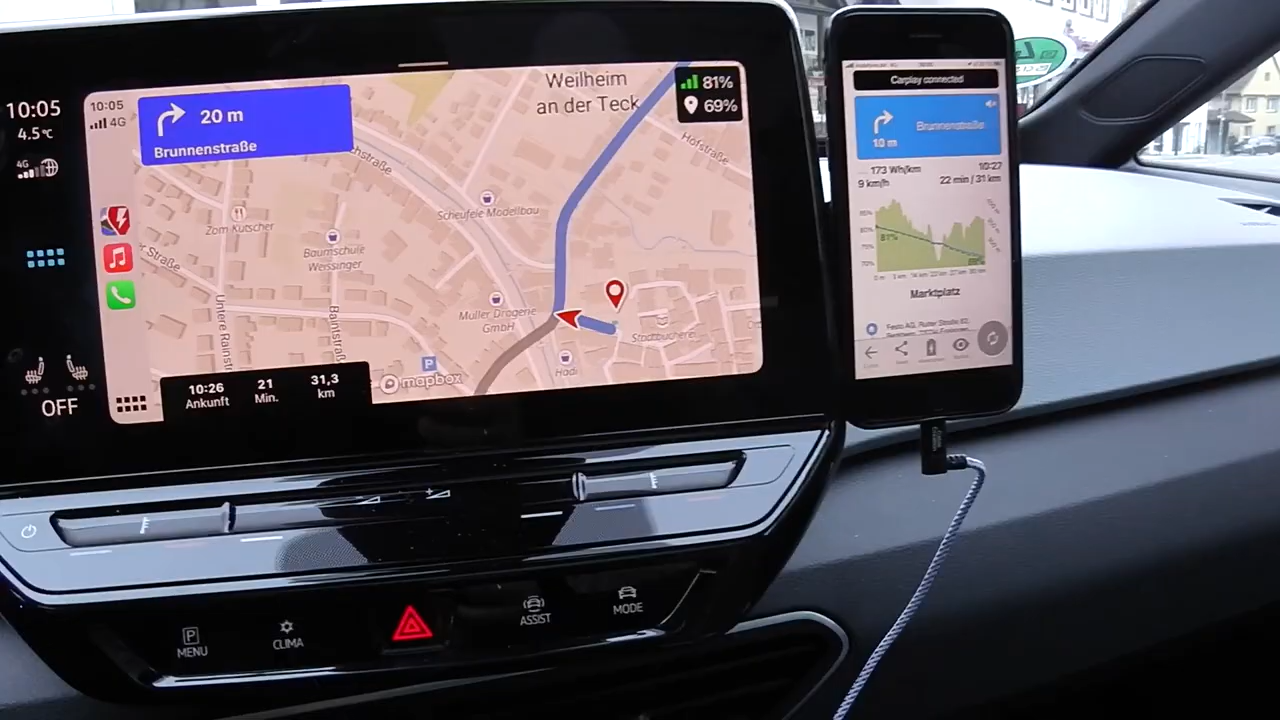 10:05
4.5°C
4G
OFF
10:05
4G
20 m
Brunnenstraße
Weilheim
an der Teck
81%
69%
Hofstraße
Scheufele Modellbau
Zom Kutscher
Baumschule
Weissinger
Müller Drogerie
GmbH
Stadtbücherei
Hadi
P
mapbox
10:26
21
31,3
Ankunft
Min.
km
Carplay connected
Brunnenstraße
10 m
173 Wh/km
10:27
9 km/h
22 min / 31 km
81%
Marktplatz
P
MENU
CLIMA
ASSIST
MODE